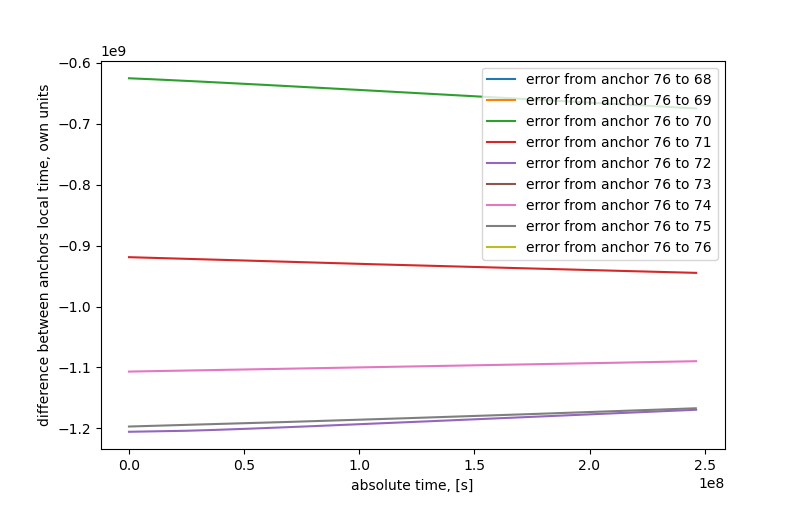 1e9
−0.6
−0.7
−0.8
−0.9
−1.0
−1.1
−1.2
difference between anchors local time, own units
error from anchor 76 to 68
error from anchor 76 to 69
error from anchor 76 to 70
error from anchor 76 to 71
error from anchor 76 to 72
error from anchor 76 to 73
error from anchor 76 to 74
error from anchor 76 to 75
error from anchor 76 to 76
0.0 0.5 1.0 1.5 2.0 2.5
1e8
absolute time, [s]